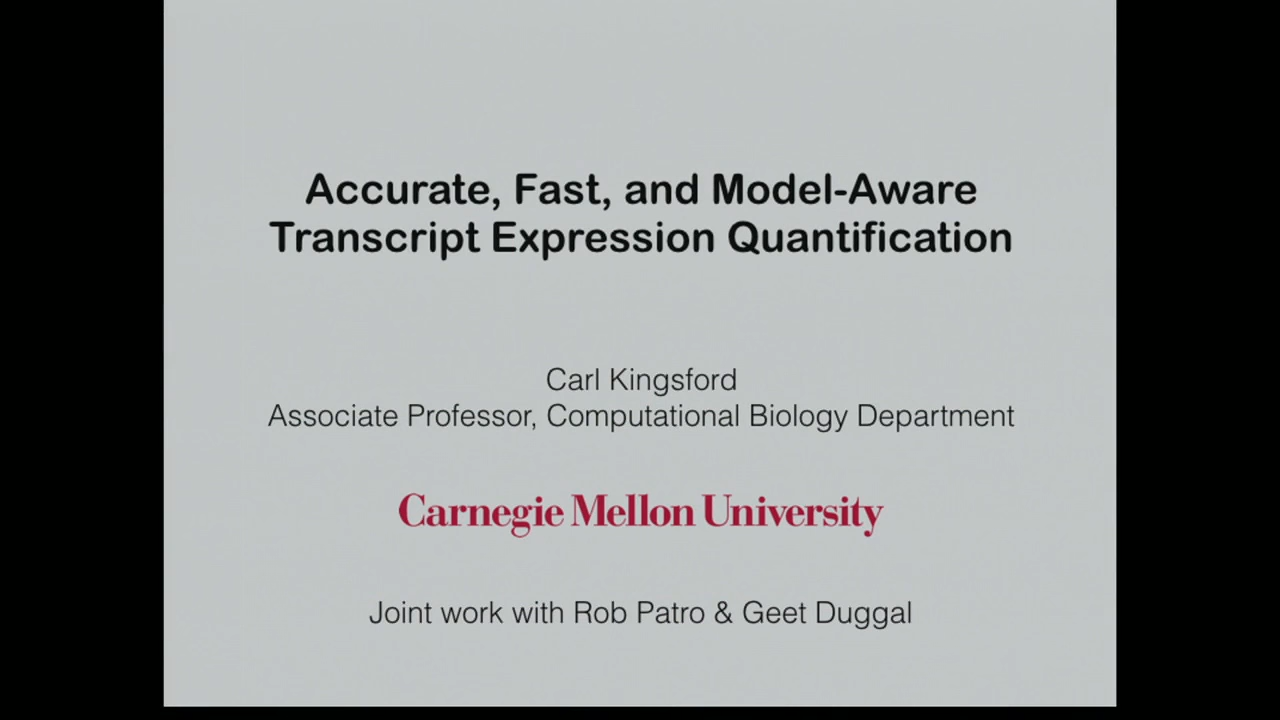 Accurate, Fast, and Model-Aware
Transcript Expression Quantification
Carl Kingsford
Associate Professor, Computational Biology Department
Carnegie Mellon University
Joint work with Rob Patro & Geet Duggal